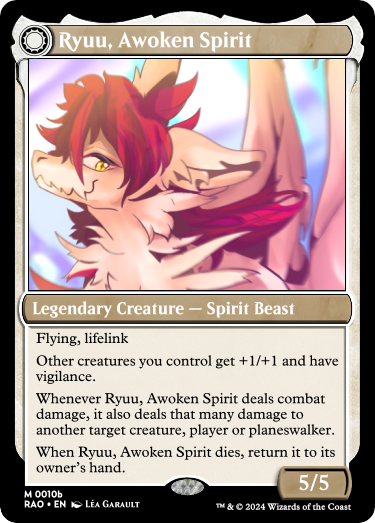 Ryuu, Awoken Spirit
Legendary Creature — Spirit Beast
Flying, lifelink
Other creatures you control get +1/+1 and have
vigilance.
Whenever Ryuu, Awoken Spirit deals combat
damage, it also deals that many damage to
another target creature, player or planeswalker.
When Ryuu, Awoken Spirit dies, return it to its
owner's hand.
5/5
M 0010b
RAO • EN Léa Garault
™ & © 2024 Wizards of the Coast